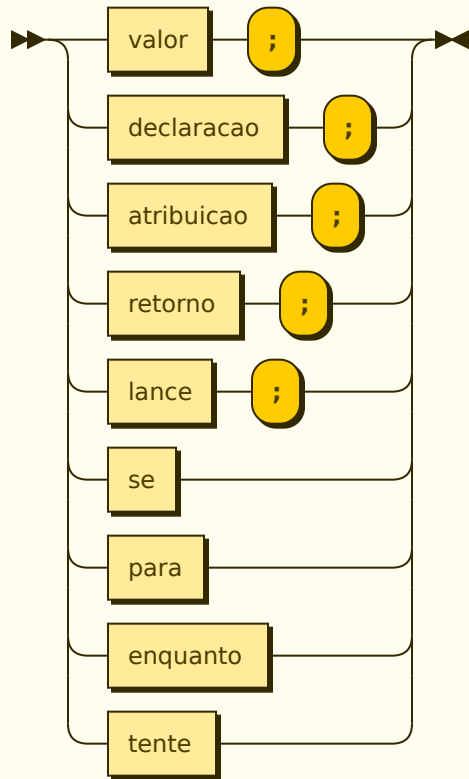 valor ;
declaracao ;
atribuicao ;
retorno ;
lance ;
se
para
enquanto
tente